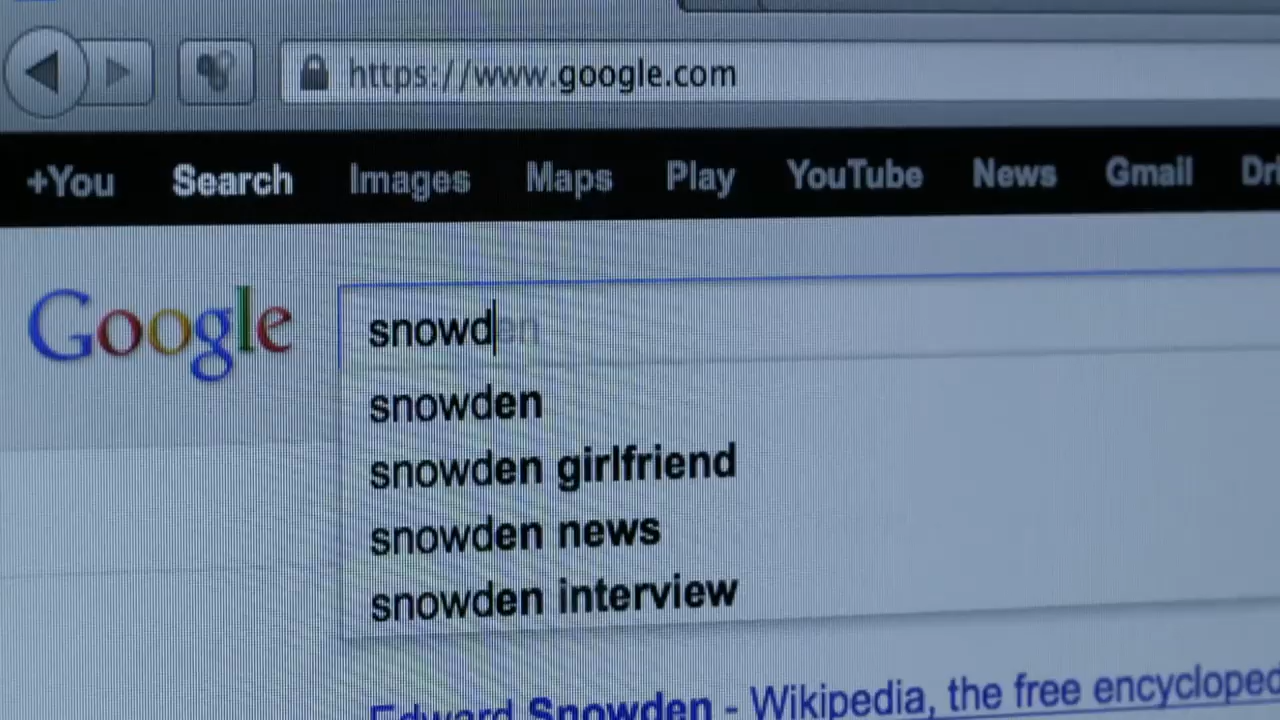 https://www.google.com
+You Search Images Maps Play YouTube News Gmail
Google
snowden
snowden
snowden girlfriend
snowden news
snowden interview
Edward Snowden - Wikipedia, the free